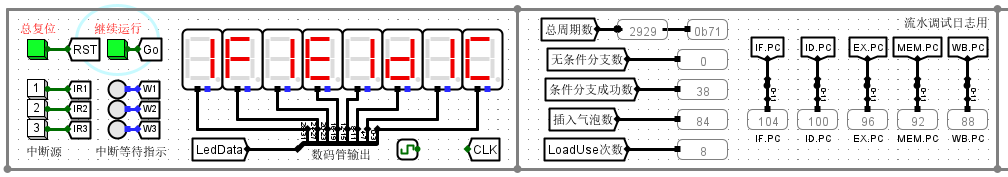 总复位 继续运行
RST Go
1 IR1 W1
2 IR2 W2
3 IR3 W3
中断源 中断等待指示
1F1E1d1C
LedData 数码管输出 CLK
总周期数 2929 0b71
无条件分支数 0
条件分支成功数 38
插入气泡数 84
LoadUse次数 8
流水调试日志用
IF.PC ID.PC EX.PC MEM.PC WB.PC
104 100 96 92 88
IF.PC ID.PC EX.PC MEM.PC WB.PC